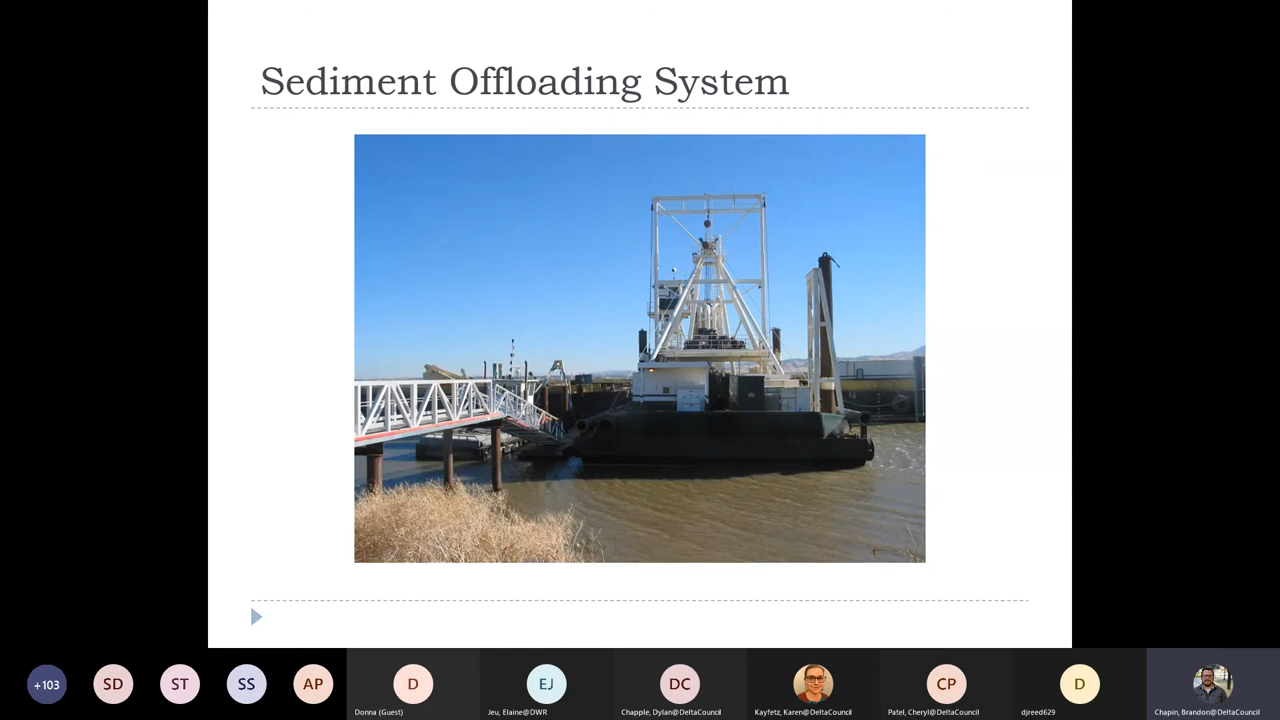 Sediment Offloading System
+103
SD
ST
SS
AP
D
EJ
DC
CP
D
Donna (Guest)
Jeu, Elaine@DWR
Chapple, Dylan@DeltaCouncil
Kayfetz, Karen@DeltaCouncil
Patel, Cheryl@DeltaCouncil
djreed629
Chapin, Brandon@DeltaCouncil